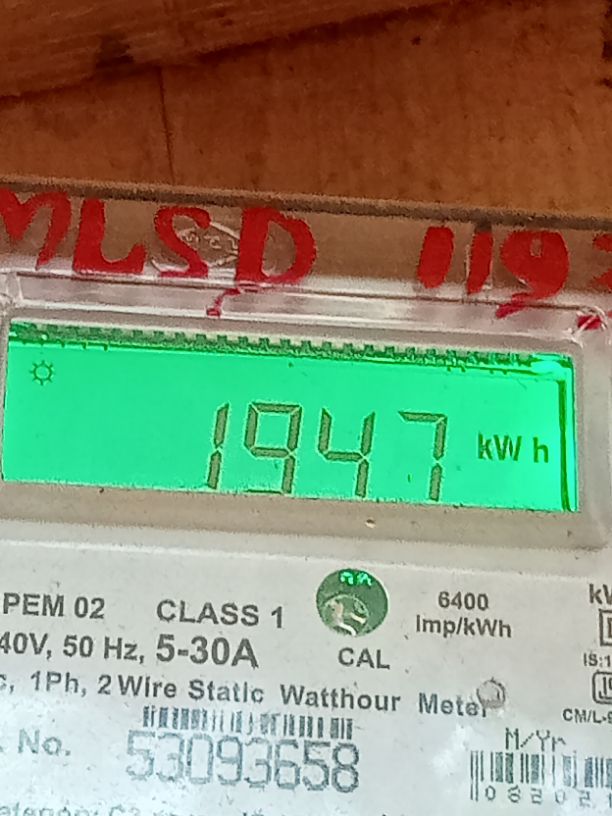 MLSD 119
1947 kWh
PEM 02 CLASS 1
6400
Imp/kWh
40V, 50 Hz, 5-30A
CAL
1Ph, 2 Wire Static Watthour Meter
No.
53093658
M/Yr